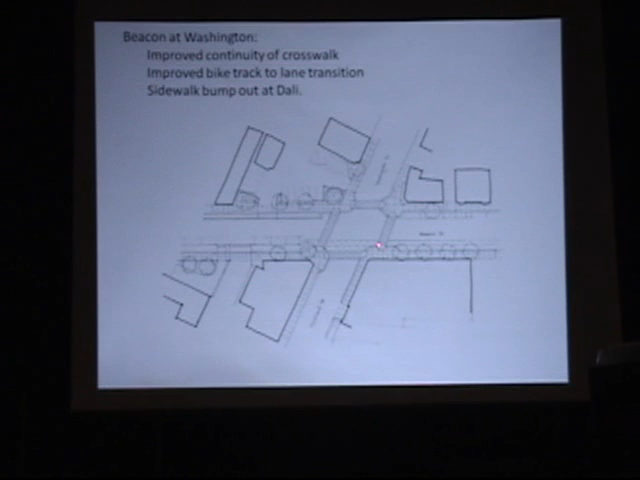 Beacon at Washington:
Improved continuity of crosswalk
Improved bike track to lane transition
Sidewalk bump out at Dali.